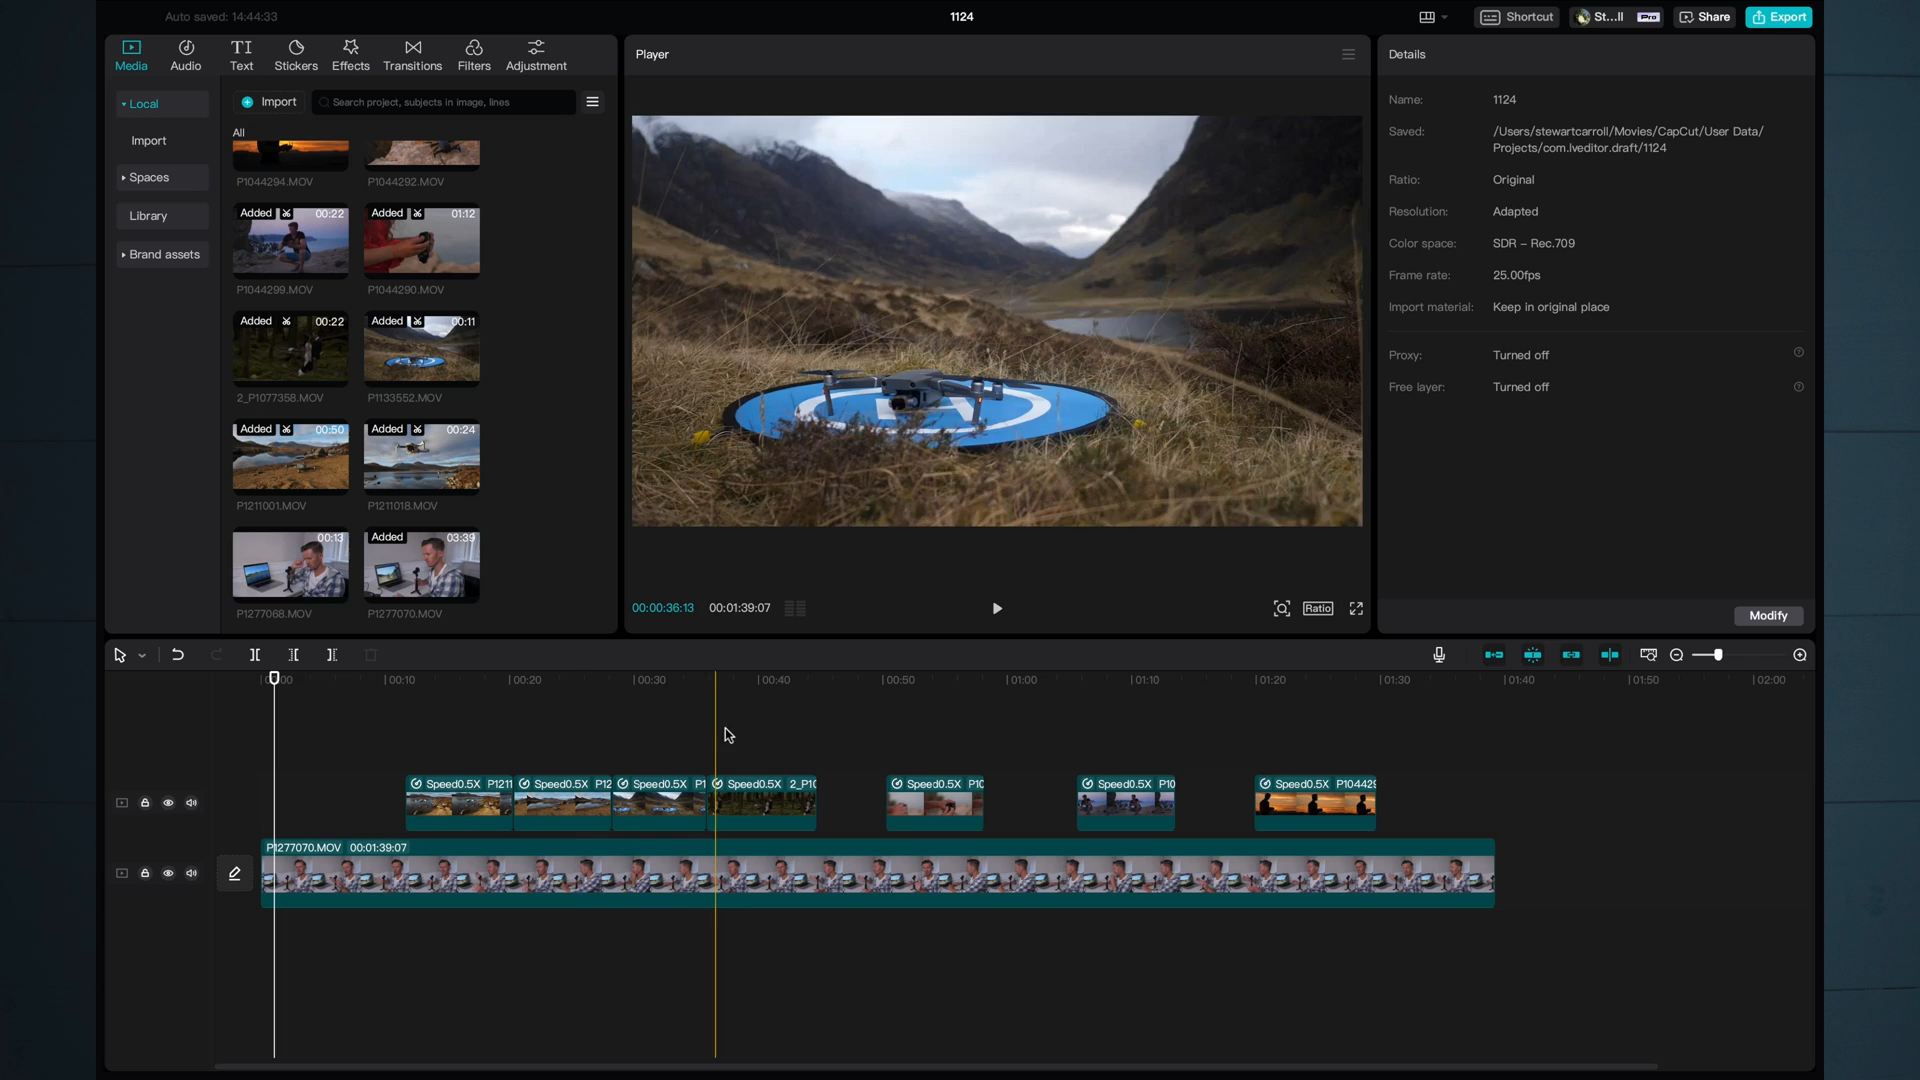 Auto saved: 14:44:33
1124
Shortcut
St...ll
Pro
Share
Export
Media
Audio
TI
Text
Stickers
Effects
Transitions
Filters
Adjustment
Local
Import
Spaces
Library
Brand assets
Import
Search project, subjects in image, lines
All
P1044294.MOV
P1044292.MOV
Added 00:22
Added 01:12
P1044299.MOV
P1044290.MOV
Added 00:22
Added 00:11
2_P1077358.MOV
P1133552.MOV
Added 00:50
Added 00:24
P1211001.MOV
P1211018.MOV
00:13
Added 03:39
P1277068.MOV
P1277070.MOV
Player
00:00:36:13 00:01:39:07
Ratio
Details
Name: 1124
Saved: /Users/stewartcarroll/Movies/CapCut/User Data/
Projects/com.lveditor.draft/1124
Ratio: Original
Resolution: Adapted
Color space: SDR – Rec.709
Frame rate: 25.00fps
Import material: Keep in original place
Proxy: Turned off
Free layer: Turned off
Modify
00:10 00:20 00:30 00:40 00:50 01:00 01:10 01:20 01:30 01:40 01:50 02:00
Speed0.5X P1211
Speed0.5X P12
Speed0.5X P1
Speed0.5X 2_P10
Speed0.5X P10
Speed0.5X P10
Speed0.5X P104429
P1277070.MOV 00:01:39:07